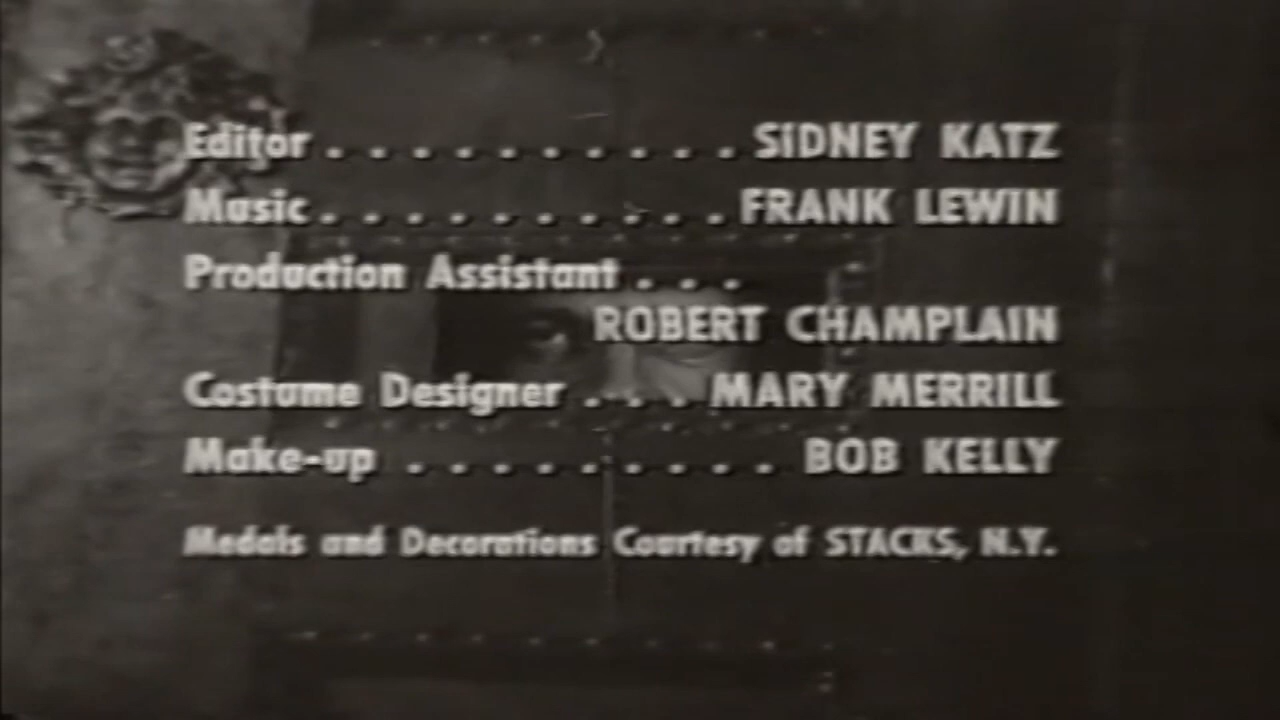 Editor . . . . . . . . . . SIDNEY KATZ
Music . . . . . . . . . . FRANK LEWIN
Production Assistant . . .
ROBERT CHAMPLAIN
Costume Designer . . . MARY MERRILL
Make-up . . . . . . . . . BOB KELLY
Medals and Decorations Courtesy of STACKS, N.Y.